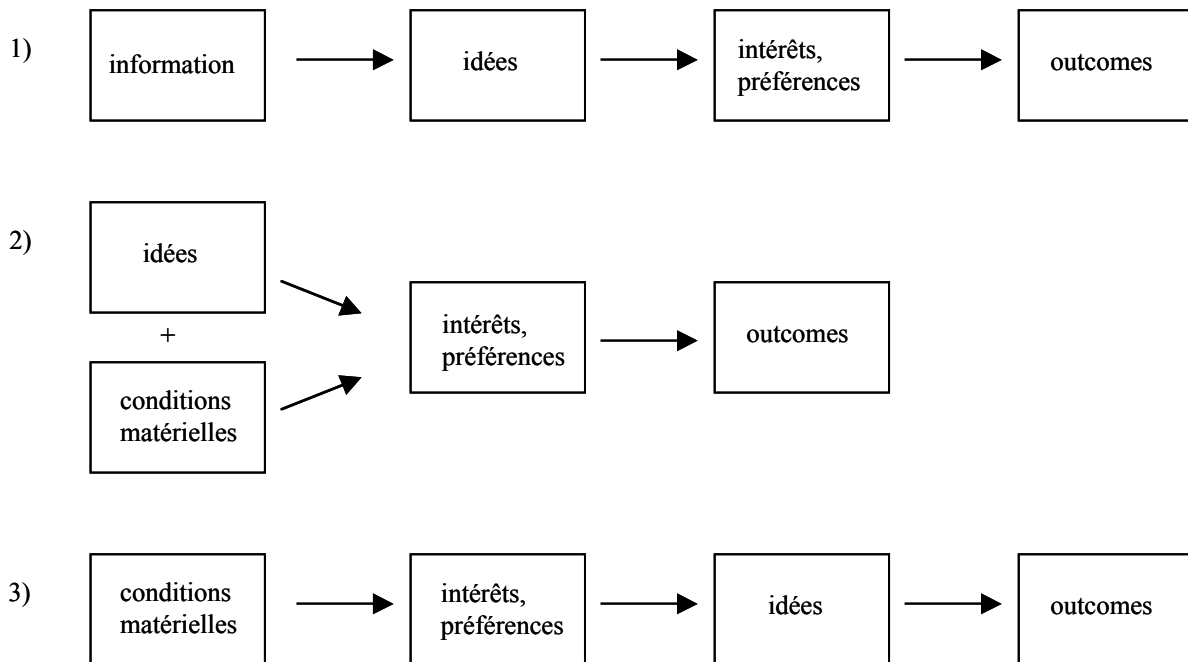 1)
information
idées
intérêts,
préférences
outcomes
2)
idées
+
conditions
matérielles
intérêts,
préférences
outcomes
3)
conditions
matérielles
intérêts,
préférences
idées
outcomes